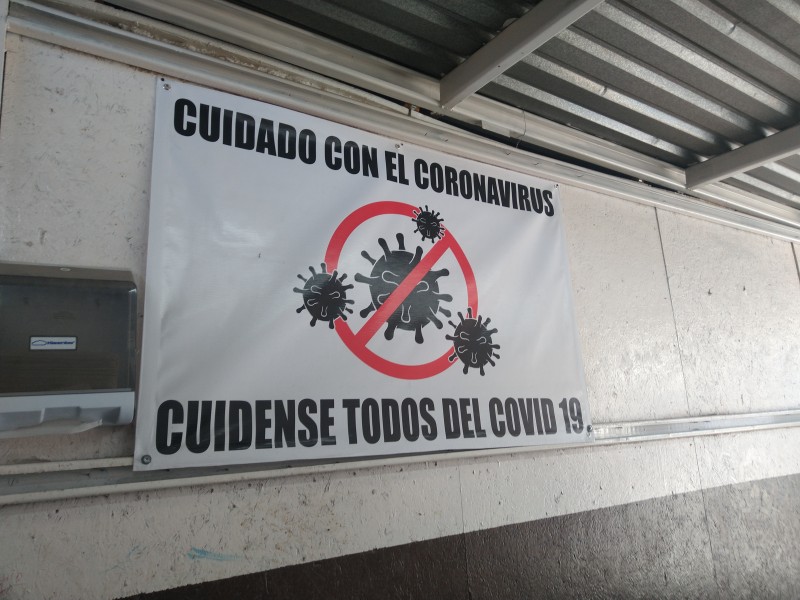 CUIDADO CON EL CORONAVIRUS
CUIDENSE TODOS DEL COVID 19